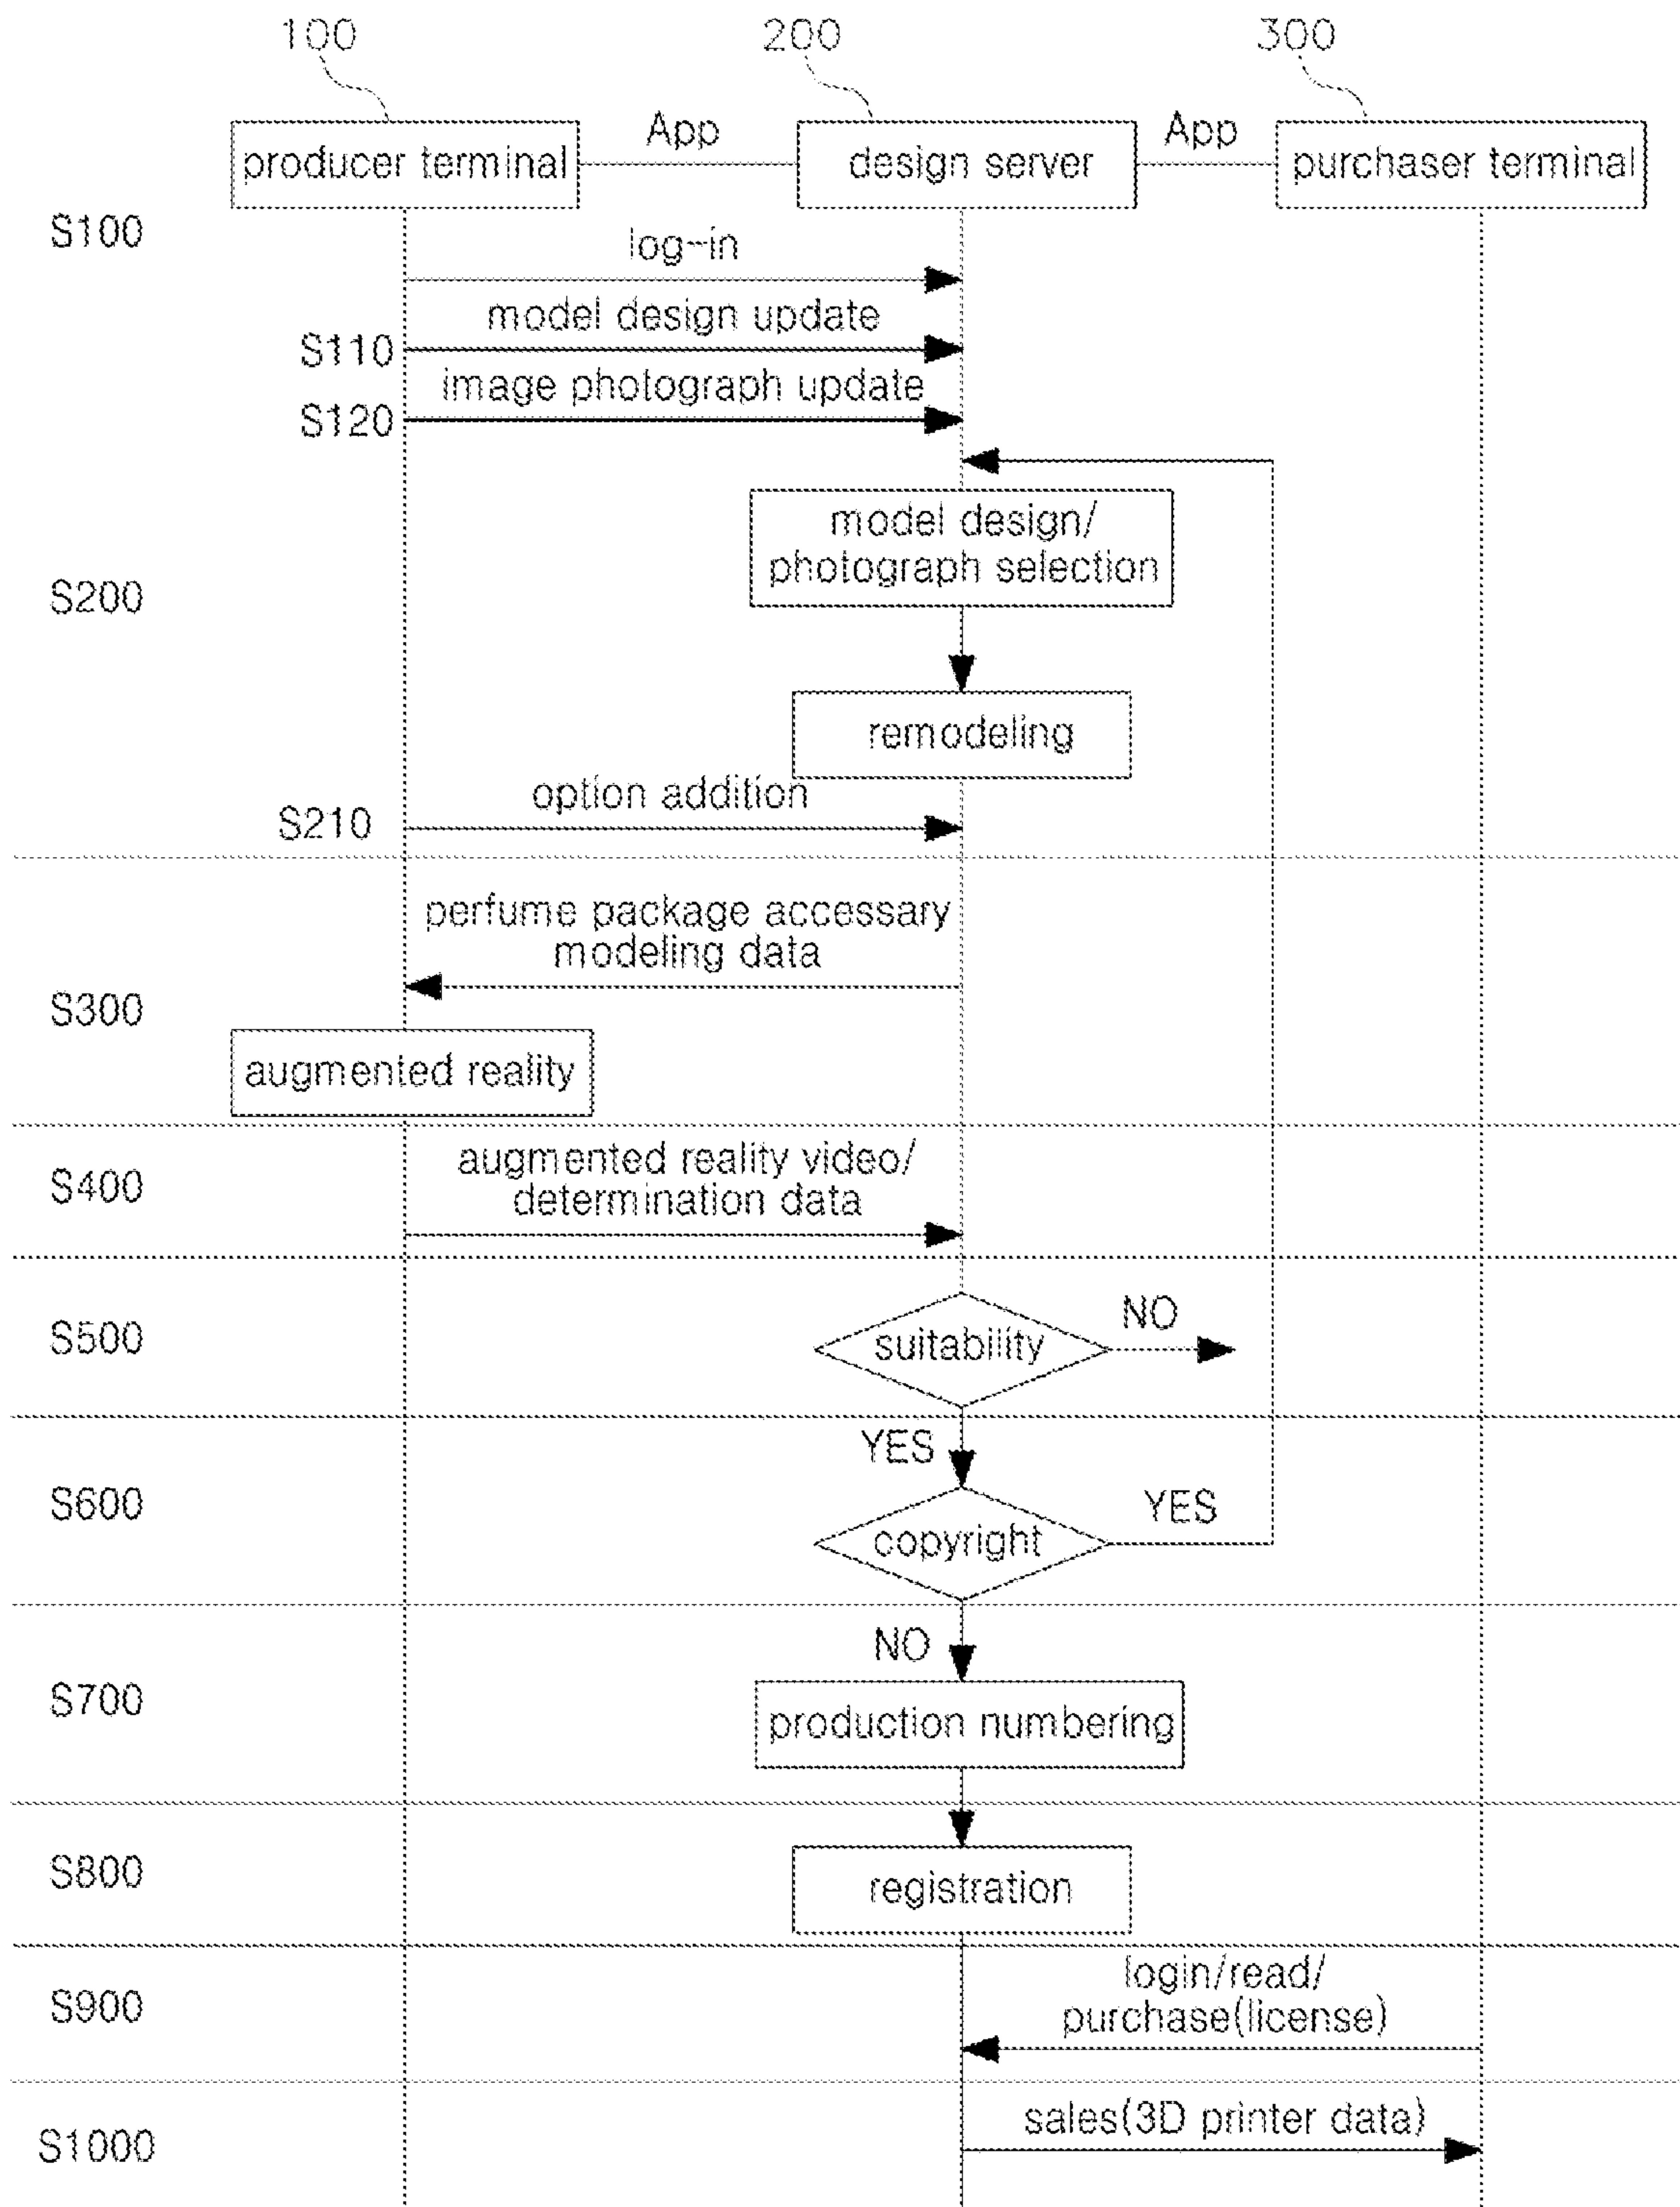 100
200
300
App
App
producer terminal
design server
purchaser terminal
S100
log-in
model design update
S110
image photograph update
S120
model design/
photograph selection
S200
remodeling
option addition
S210
perfume package accessary
modeling data
S300
augmented reality
augmented reality video/
determination data
S400
NO
S500
suitability
YES
S600
YES
copyright
NO
S700
production numbering
S800
registration
login/read/
purchase(license)
S900
sales(3D printer data)
S1000